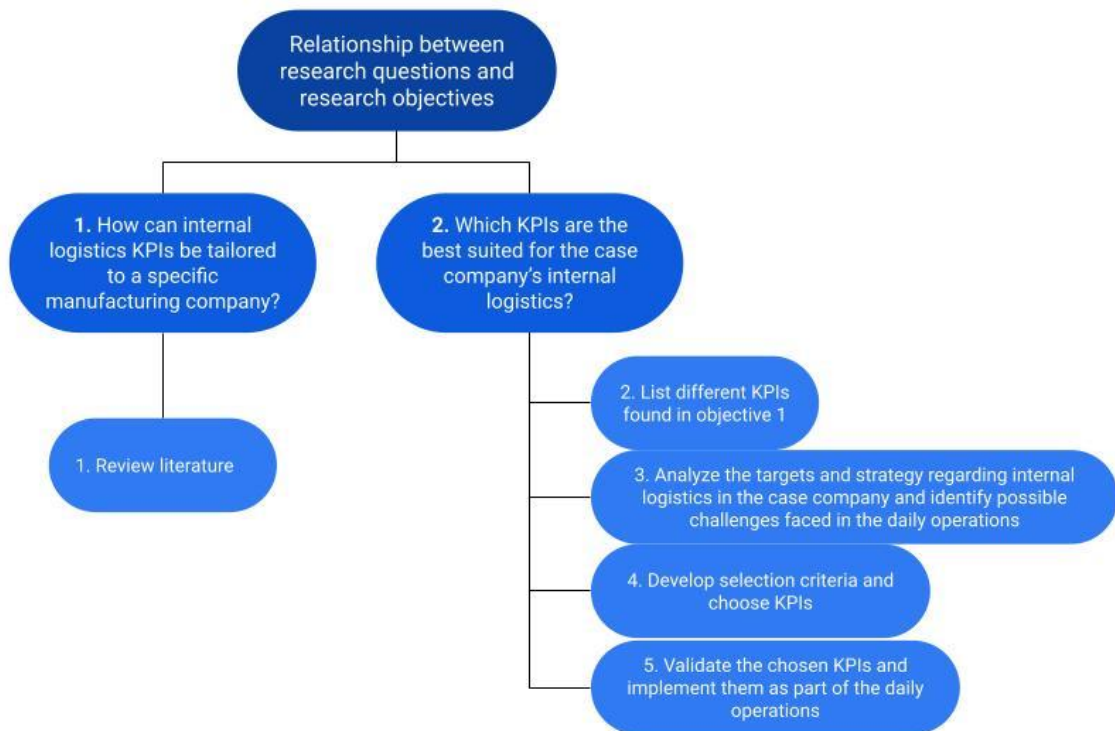 Relationship between
research questions and
research objectives
1. How can internal
logistics KPIs be tailored
to a specific
manufacturing company?
2. Which KPIs are the
best suited for the case
company’s internal
logistics?
1. Review literature
2. List different KPIs
found in objective 1
3. Analyze the targets and strategy regarding internal
logistics in the case company and identify possible
challenges faced in the daily operations
4. Develop selection criteria and
choose KPIs
5. Validate the chosen KPIs and
implement them as part of the daily
operations